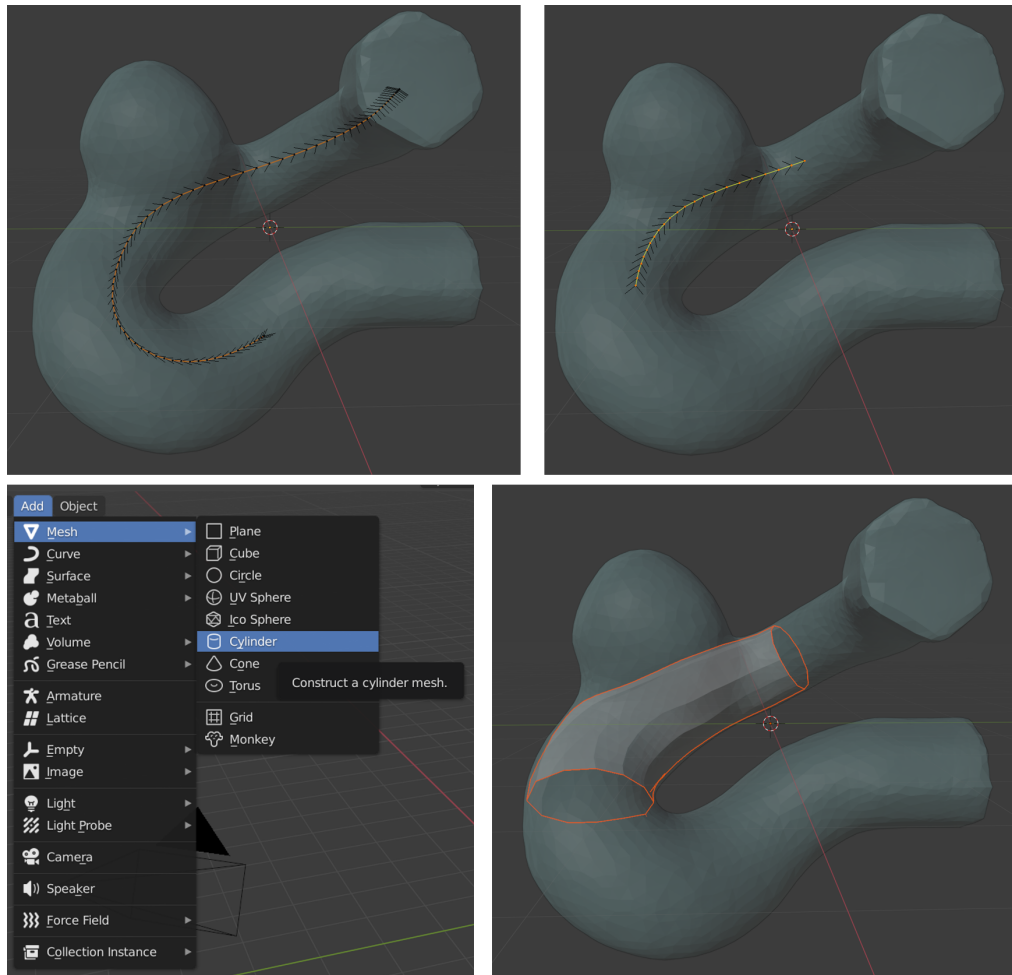 Add Object
Mesh
Curve
Surface
Metaball
Text
Volume
Grease Pencil
Armature
Lattice
Empty
Image
Light
Light Probe
Camera
Speaker
Force Field
Collection Instance
Plane
Cube
Circle
UV Sphere
Ico Sphere
Cylinder
Cone
Torus
Grid
Monkey
Construct a cylinder mesh.